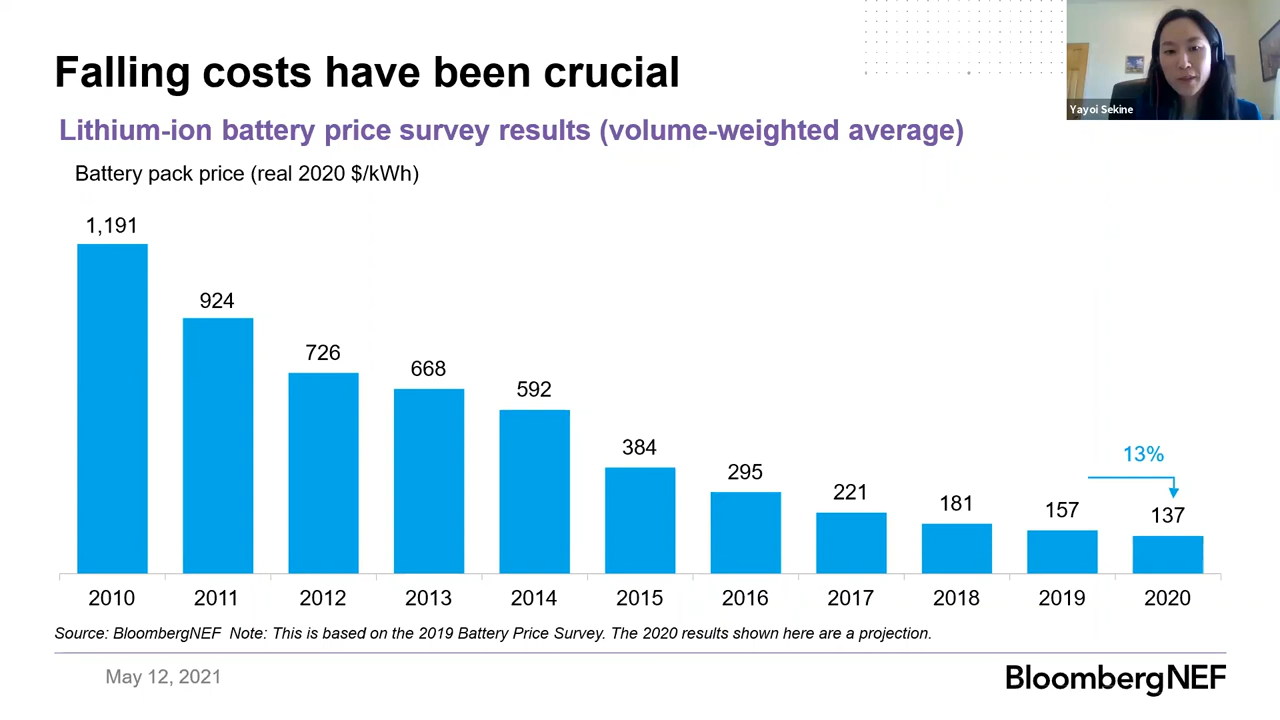 Falling costs have been crucial
Yayoi Sekine
Lithium-ion battery price survey results (volume-weighted average)
Battery pack price (real 2020 $/kWh)
1,191
924
726
668
592
384
295
221
181
157
137
13%
2010 2011 2012 2013 2014 2015 2016 2017 2018 2019 2020
Source: BloombergNEF Note: This is based on the 2019 Battery Price Survey. The 2020 results shown here are a projection.
May 12, 2021
BloombergNEF